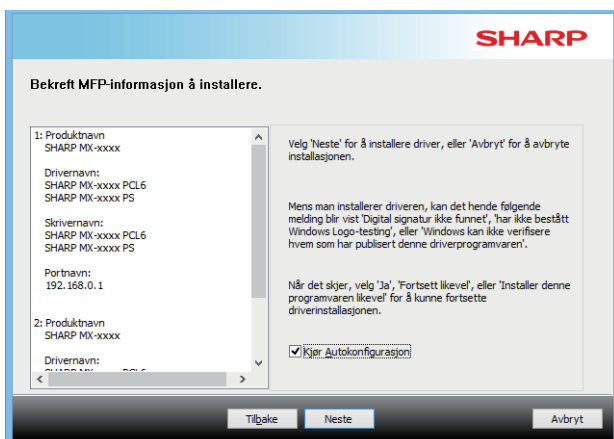 SHARP
Bekreft MFP-informasjon å installere.
1: Produktnavn
SHARP MX-xxxx
Drivernavn:
SHARP MX-xxxx PCL6
SHARP MX-xxxx PS
Skrivernavn:
SHARP MX-xxxx PCL6
SHARP MX-xxxx PS
Portnavn:
192.168.0.1
2: Produktnavn
SHARP MX-xxxx
Drivernavn:
Velg 'Neste' for å installere driver, eller 'Avbryt' for å avbryte
installasjonen.
Mens man installerer driveren, kan det hende følgende
melding blir vist 'Digital signatur ikke funnet', 'har ikke bestått
Windows Logo-testing', eller 'Windows kan ikke verifisere
hvem som har publisert denne driverprogramvaren'.
Når det skjer, velg 'Ja', 'Fortsett likevel', eller 'Installer denne
programvaren likevel' for å kunne fortsette
driverinstallasjonen.
Kjør Autokonfigurasjon
Tilbake
Neste
Avbryt